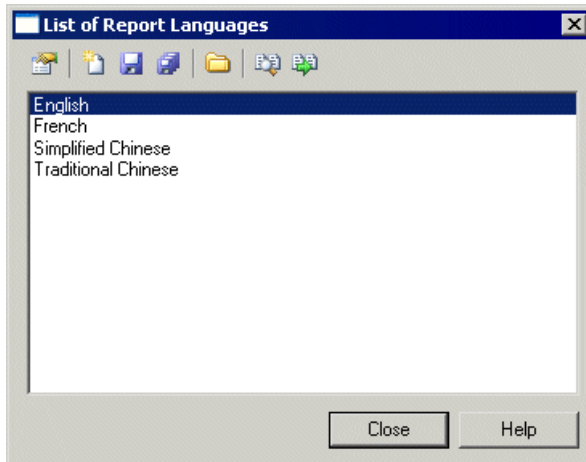 List of Report Languages
English
French
Simplified Chinese
Traditional Chinese
Close
Help